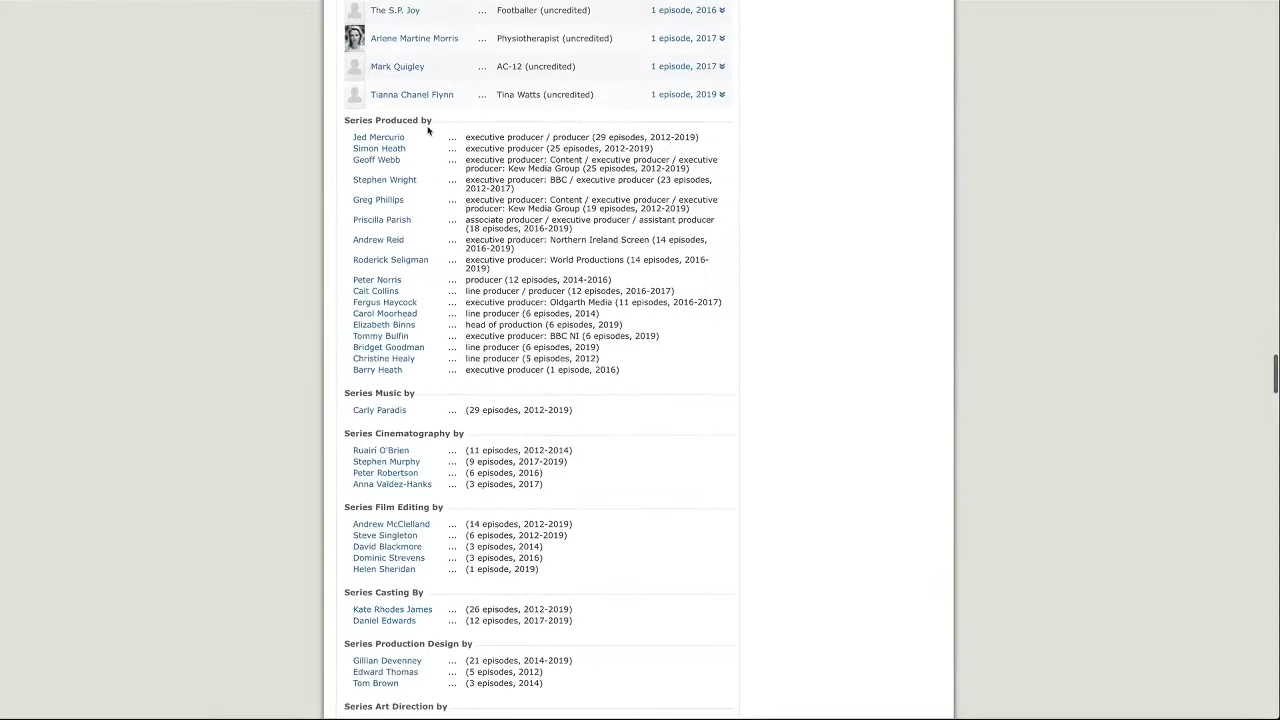 The S.P. Joy ... Footballer (uncredited) 1 episode, 2016
Arlene Martine Morris ... Physiotherapist (uncredited) 1 episode, 2017
Mark Quigley ... AC-12 (uncredited) 1 episode, 2017
Tianna Chanel Flynn ... Tina Watts (uncredited) 1 episode, 2019
Series Produced by
Jed Mercurio ... executive producer / producer (29 episodes, 2012-2019)
Simon Heath ... executive producer (25 episodes, 2012-2019)
Geoff Webb ... executive producer: Content / executive producer / executive
producer: Kew Media Group (25 episodes, 2012-2019)
Stephen Wright ... executive producer: BBC / executive producer (23 episodes,
2012-2017)
Greg Phillips ... executive producer: Content / executive producer / executive
producer: Kew Media Group (19 episodes, 2012-2019)
Priscilla Parish ... associate producer / executive producer / assistant producer
(18 episodes, 2016-2019)
Andrew Reid ... executive producer: Northern Ireland Screen (14 episodes,
2016-2019)
Roderick Seligman ... executive producer: World Productions (14 episodes, 2016-
2019)
Peter Norris ... producer (12 episodes, 2014-2016)
Cait Collins ... line producer / producer (12 episodes, 2016-2017)
Fergus Haycock ... executive producer: Oldgarth Media (11 episodes, 2016-2017)
Carol Moorhead ... line producer (6 episodes, 2014)
Elizabeth Binns ... head of production (6 episodes, 2019)
Tommy Bulfin ... executive producer: BBC NI (6 episodes, 2019)
Bridget Goodman ... line producer (6 episodes, 2019)
Christine Healy ... line producer (5 episodes, 2012)
Barry Heath ... executive producer (1 episode, 2016)
Series Music by
Carly Paradis ... (29 episodes, 2012-2019)
Series Cinematography by
Ruairí O'Brien ... (11 episodes, 2012-2014)
Stephen Murphy ... (9 episodes, 2017-2019)
Peter Robertson ... (6 episodes, 2016)
Anna Valdez-Hanks ... (3 episodes, 2017)
Series Film Editing by
Andrew McClelland ... (14 episodes, 2012-2019)
Steve Singleton ... (6 episodes, 2012-2019)
David Blackmore ... (3 episodes, 2014)
Dominic Strevens ... (3 episodes, 2016)
Helen Sheridan ... (1 episode, 2019)
Series Casting By
Kate Rhodes James ... (26 episodes, 2012-2019)
Daniel Edwards ... (12 episodes, 2017-2019)
Series Production Design by
Gillian Devenney ... (21 episodes, 2014-2019)
Edward Thomas ... (5 episodes, 2012)
Tom Brown ... (3 episodes, 2014)
Series Art Direction by